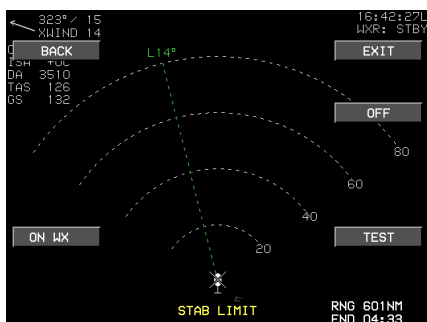 323°/ 15
16:42:27L
XWIND 14
WXR: STBY
BACK
L14°
EXIT
ISA +0C
DA 3510
TAS 126
GS 132
OFF
80
60
40
ON WX
TEST
20
STAB LIMIT
RNG 601NM
END 04:33